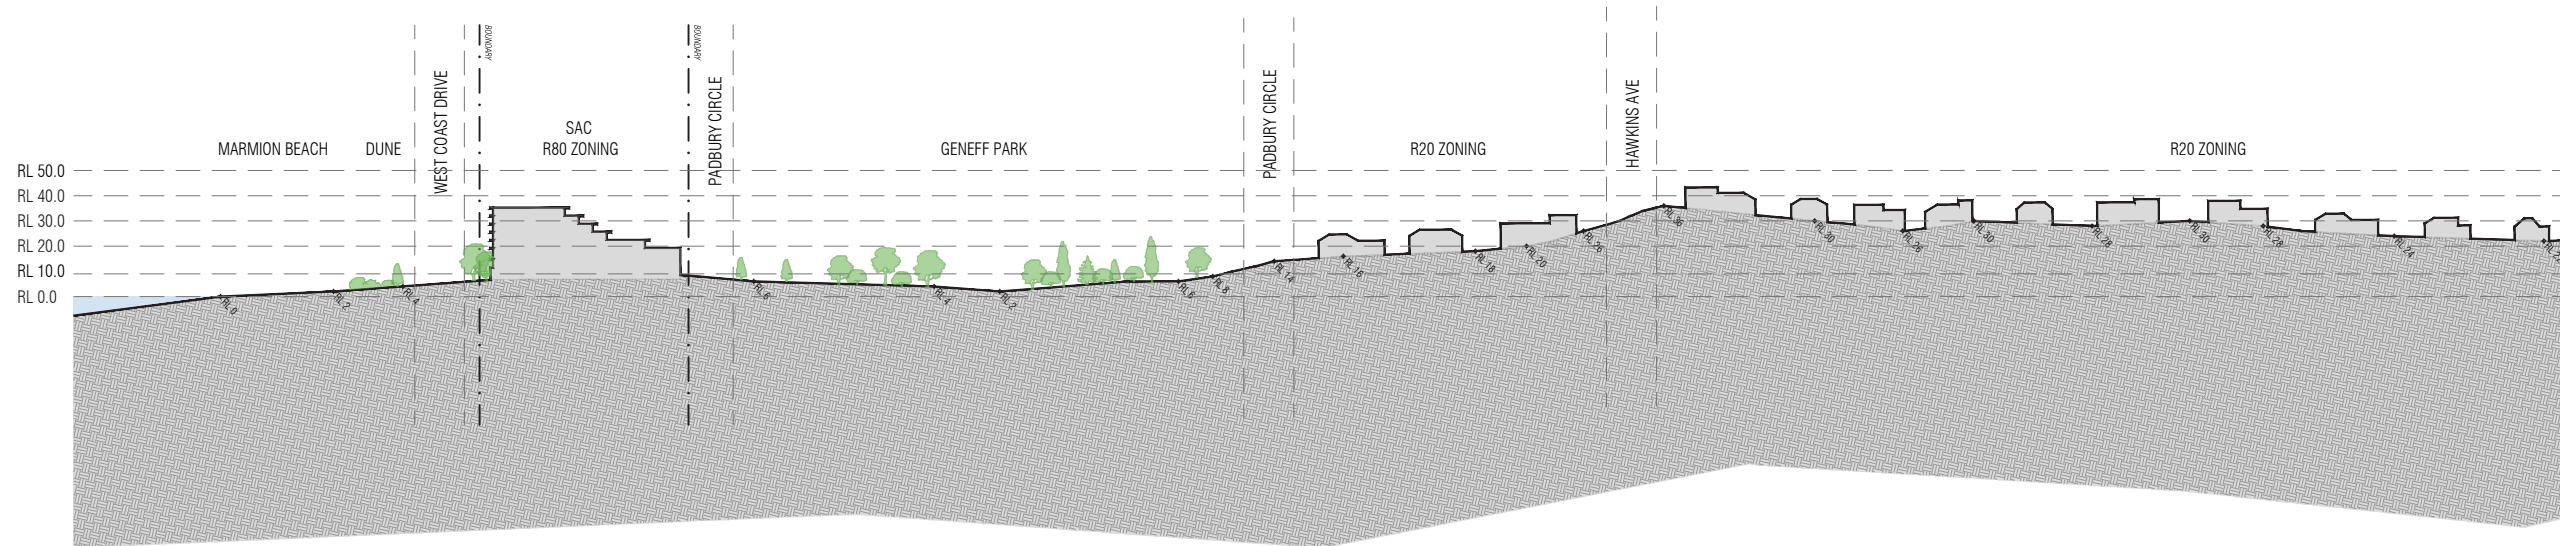 BOUNDARY
BOUNDARY
WEST COAST DRIVE
PADBURY CIRCLE
PADBURY CIRCLE
HAWKINS AVE
SAC
MARMION BEACH
DUNE
R80 ZONING
GENEFF PARK
R20 ZONING
R20 ZONING
RL 50.0
RL 40.0
RL 30.0
RL 20.0
RL 10.0
RL 0.0
RL 0
RL 2
RL 4
RL 6
RL 4
RL 2
RL 6
RL 8
RL 14
RL 16
RL 18
RL 20
RL 26
RL 36
RL 30
RL 26
RL 30
RL 28
RL 30
RL 28
RL 24